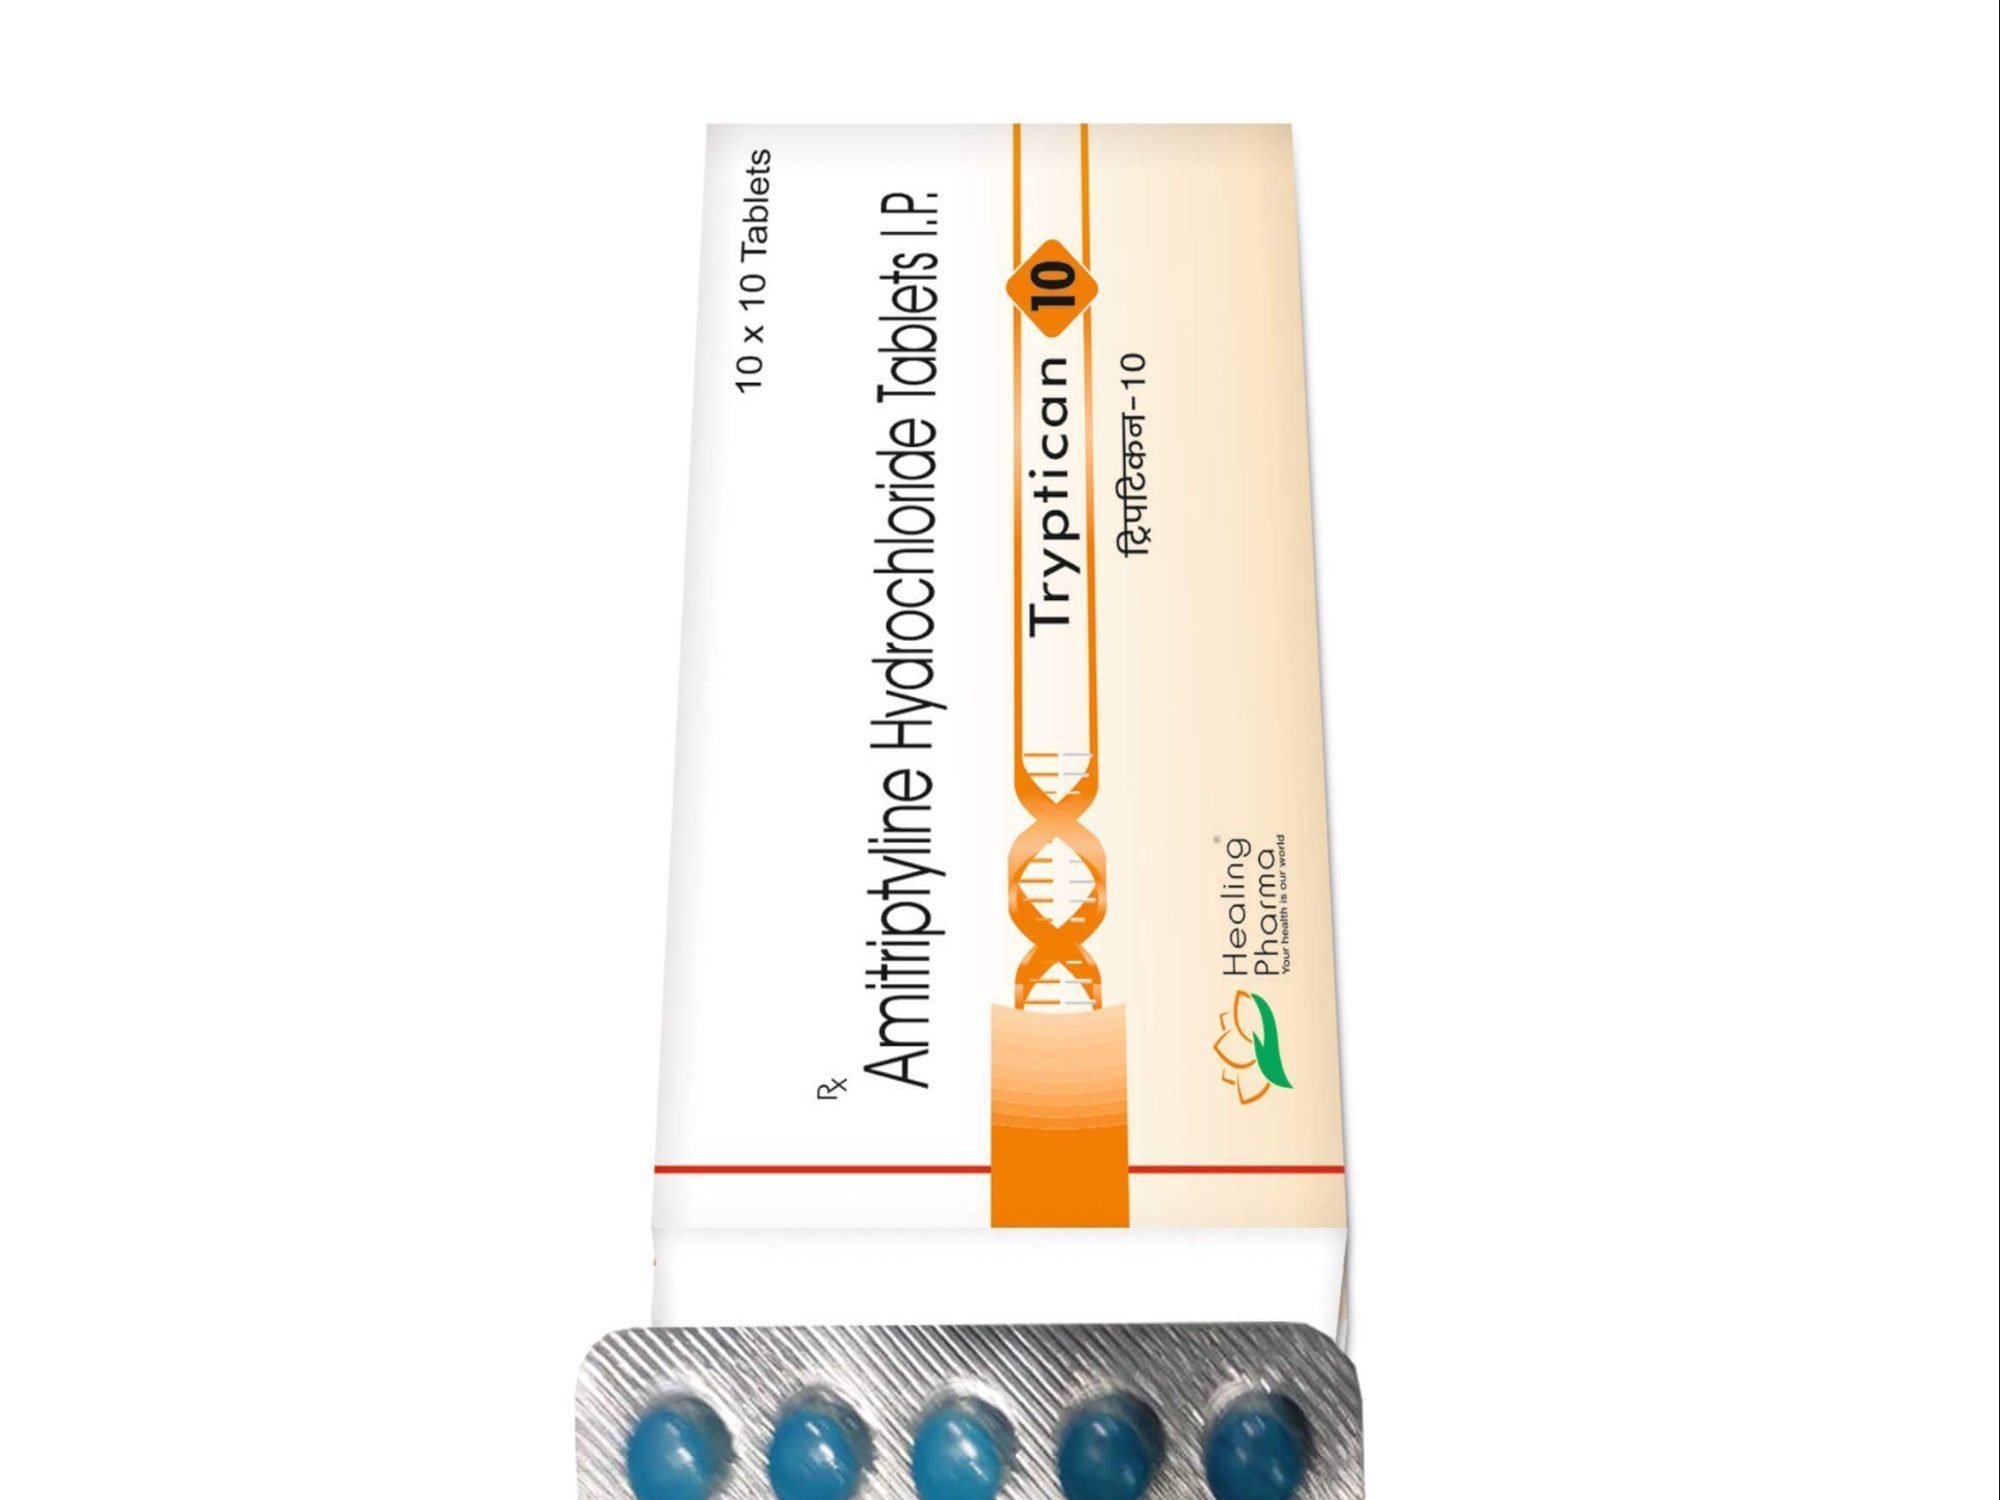 10 x 10 Tablets
Rx
Amitriptyline Hydrochloride Tablets I.P.
Tryptican 10
ट्रिपटिकन-10
Healing®
Pharma
Your health is our world